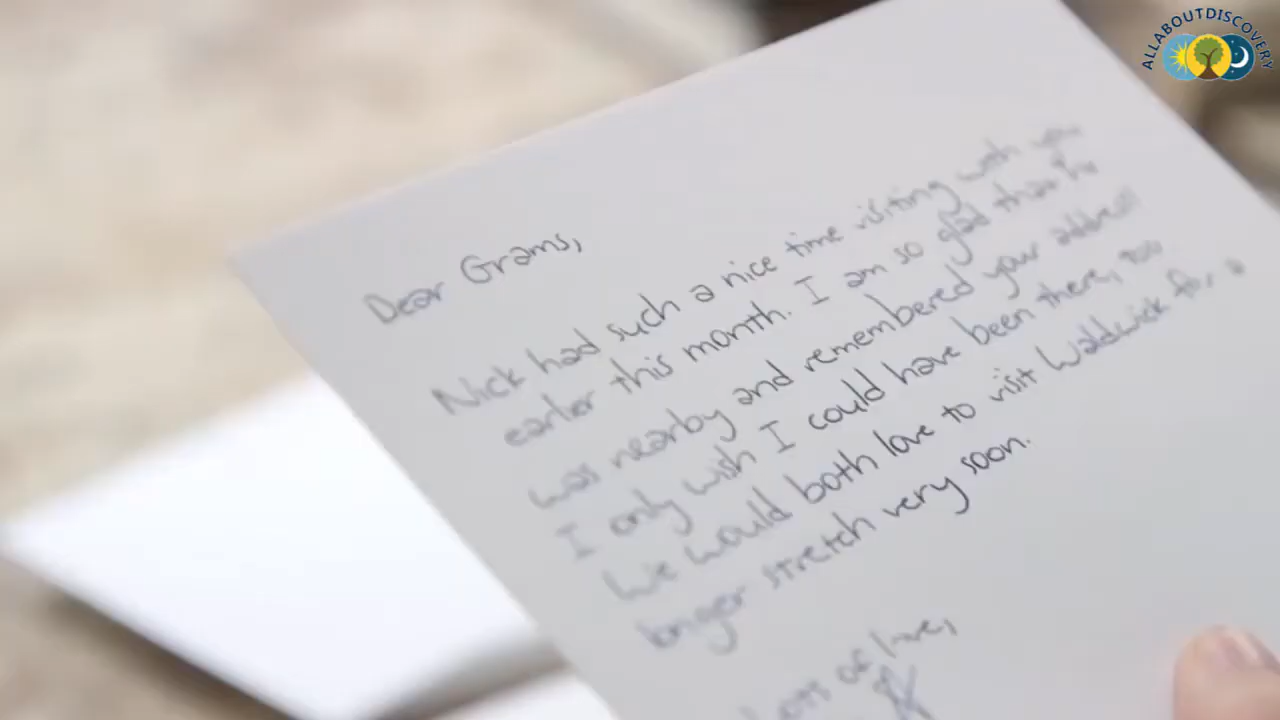 ALLABOUTDISCOVERY
Dear Grams,
Nick had such a nice time visiting with you
earlier this month. I am so glad that he
was nearby and remembered your address
I only wish I could have been there, too
We would both love to visit Waldwick for a
longer stretch very soon.
Lots of love,